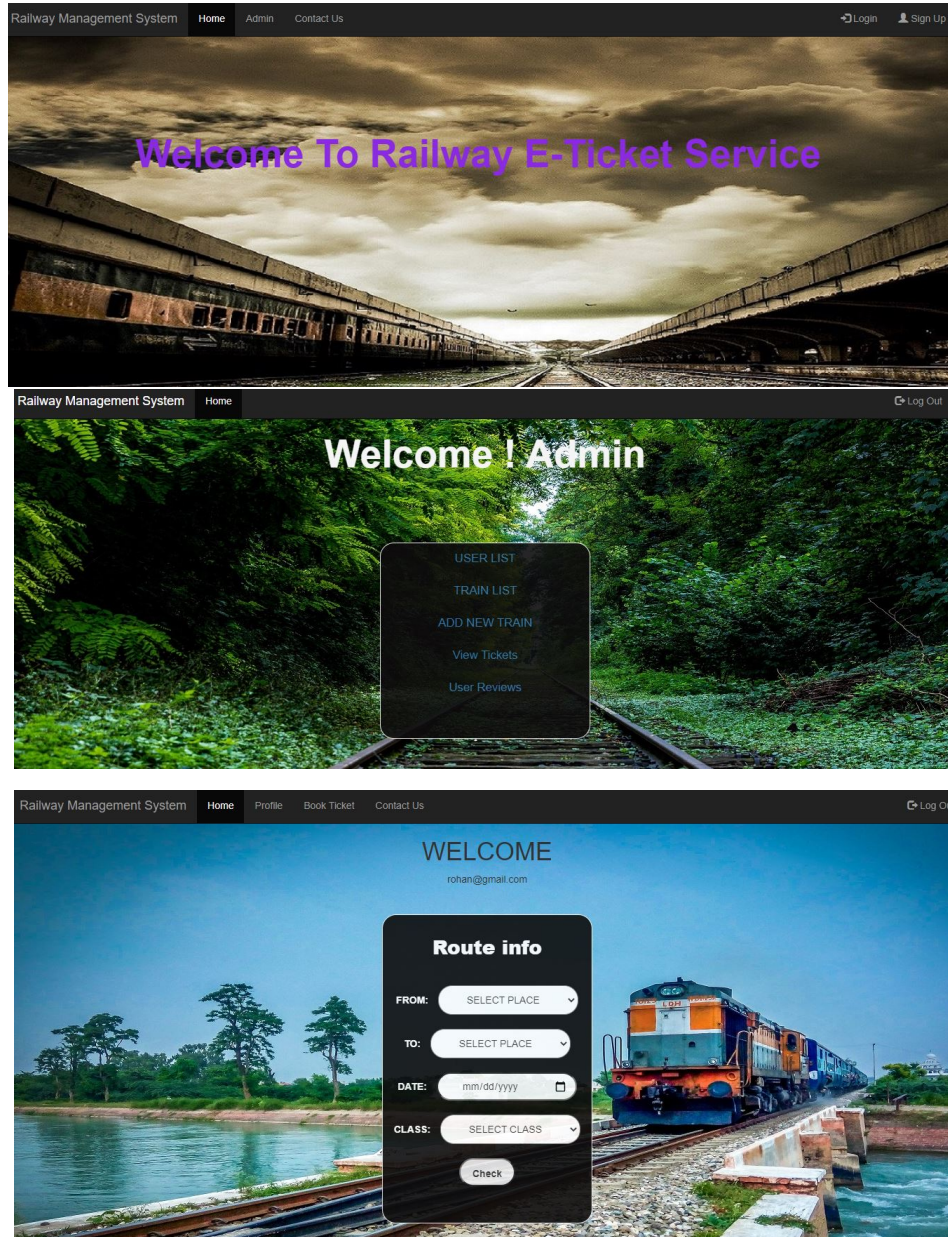 Railway Management System Home Admin Contact Us Login Sign Up
Welcome To Railway E-Ticket Service
Railway Management System Home Log Out
Welcome ! Admin
USER LIST
TRAIN LIST
ADD NEW TRAIN
View Tickets
User Reviews
Railway Management System Home Profile Book Ticket Contact Us Log O
WELCOME
rohan@gmail.com
Route info
FROM: SELECT PLACE
TO: SELECT PLACE
DATE: mm/dd/yyyy
CLASS: SELECT CLASS
Check